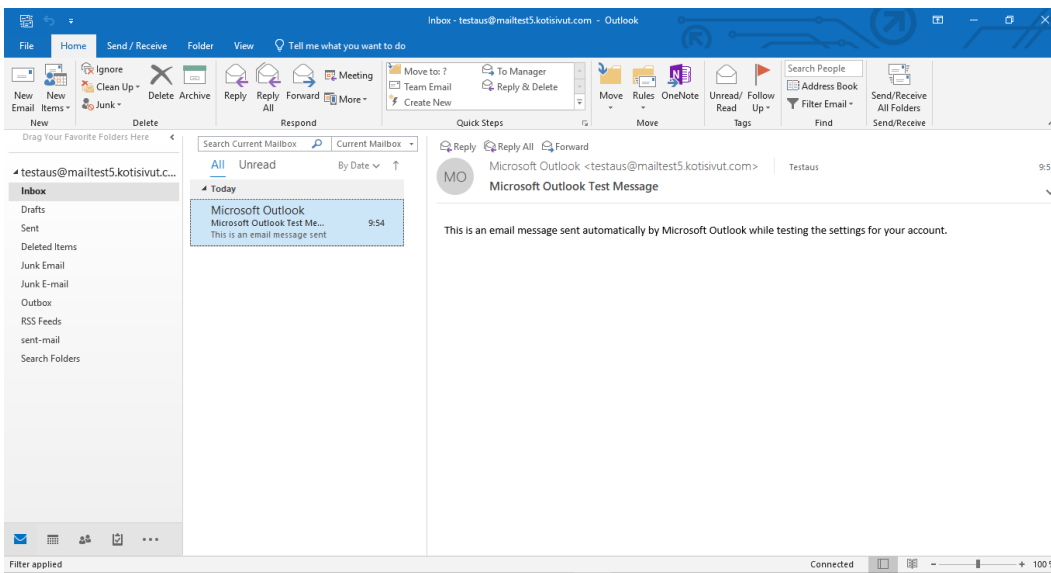 Inbox - testaus@mailtest5.kotisivut.com - Outlook
File Home Send / Receive Folder View Tell me what you want to do
New Email
New Items
Ignore
Clean Up
Junk
Delete
Archive
Reply
Reply All
Forward
Meeting
More
Move to: ?
Team Email
Create New
To Manager
Reply & Delete
Move
Rules
OneNote
Unread/ Read
Follow Up
Search People
Address Book
Filter Email
Send/Receive All Folders
New Delete Respond Quick Steps Move Tags Find Send/Receive
Drag Your Favorite Folders Here
testaus@mailtest5.kotisivut.c...
Inbox
Drafts
Sent
Deleted Items
Junk Email
Junk E-mail
Outbox
RSS Feeds
sent-mail
Search Folders
Search Current Mailbox Current Mailbox
All Unread By Date
Today
Microsoft Outlook
Microsoft Outlook Test Me... 9:54
This is an email message sent
Reply Reply All Forward
MO
Microsoft Outlook <testaus@mailtest5.kotisivut.com> Testaus 9:5
Microsoft Outlook Test Message
This is an email message sent automatically by Microsoft Outlook while testing the settings for your account.
Filter applied Connected 100